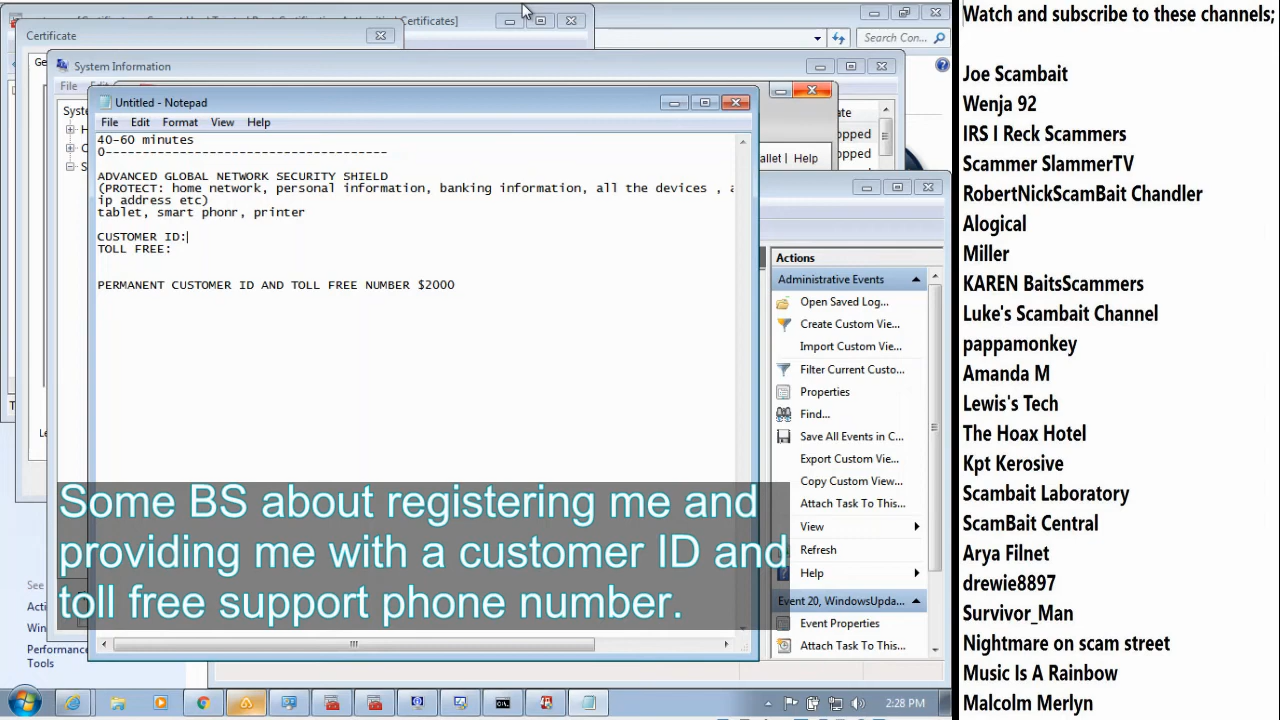 Certification Authorities\Certificates]
Certificate
Search Con...
System Information
File
Untitled - Notepad
File Edit Format View Help
40-60 minutes
0-------------------------------------
ADVANCED GLOBAL NETWORK SECURITY SHIELD
(PROTECT: home network, personal information, banking information, all the devices , a
ip address etc)
tablet, smart phonr, printer
CUSTOMER ID:
TOLL FREE:
PERMANENT CUSTOMER ID AND TOLL FREE NUMBER $2000
Help
Actions
Administrative Events
Open Saved Log...
Create Custom Vie...
Import Custom Vie...
Filter Current Custo...
Properties
Find...
Save All Events in C...
Export Custom View...
Copy Custom View...
Attach Task To This...
View
Refresh
Help
Event 20, WindowsUpda...
Event Properties
Attach Task To This...
Some BS about registering me and
providing me with a customer ID and
toll free support phone number.
See
Performance
Tools
2:28 PM
Watch and subscribe to these channels;
Joe Scambait
Wenja 92
IRS I Reck Scammers
Scammer SlammerTV
RobertNickScamBait Chandler
Alogical
Miller
KAREN BaitsScammers
Luke's Scambait Channel
pappamonkey
Amanda M
Lewis's Tech
The Hoax Hotel
Kpt Kerosive
Scambait Laboratory
ScamBait Central
Arya Filnet
drewie8897
Survivor_Man
Nightmare on scam street
Music Is A Rainbow
Malcolm Merlyn